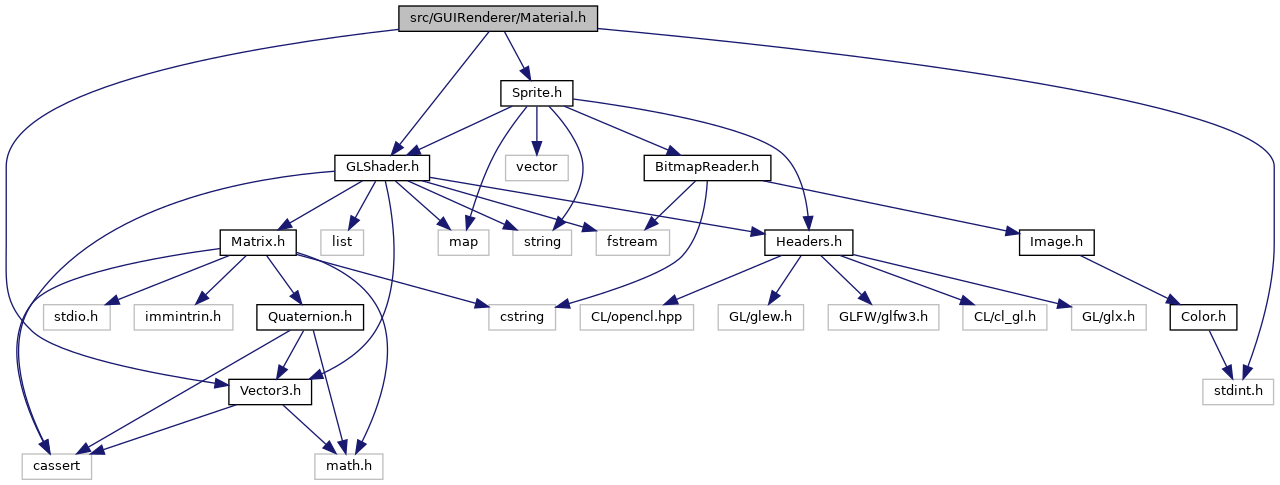 src/GUIRenderer/Material.h
Sprite.h
GLShader.h
vector
BitmapReader.h
Matrix.h
list
map
string
fstream
Headers.h
Image.h
stdio.h
immintrin.h
Quaternion.h
cstring
CL/opencl.hpp
GL/glew.h
GLFW/glfw3.h
CL/cl_gl.h
GL/glx.h
Color.h
Vector3.h
stdint.h
cassert
math.h